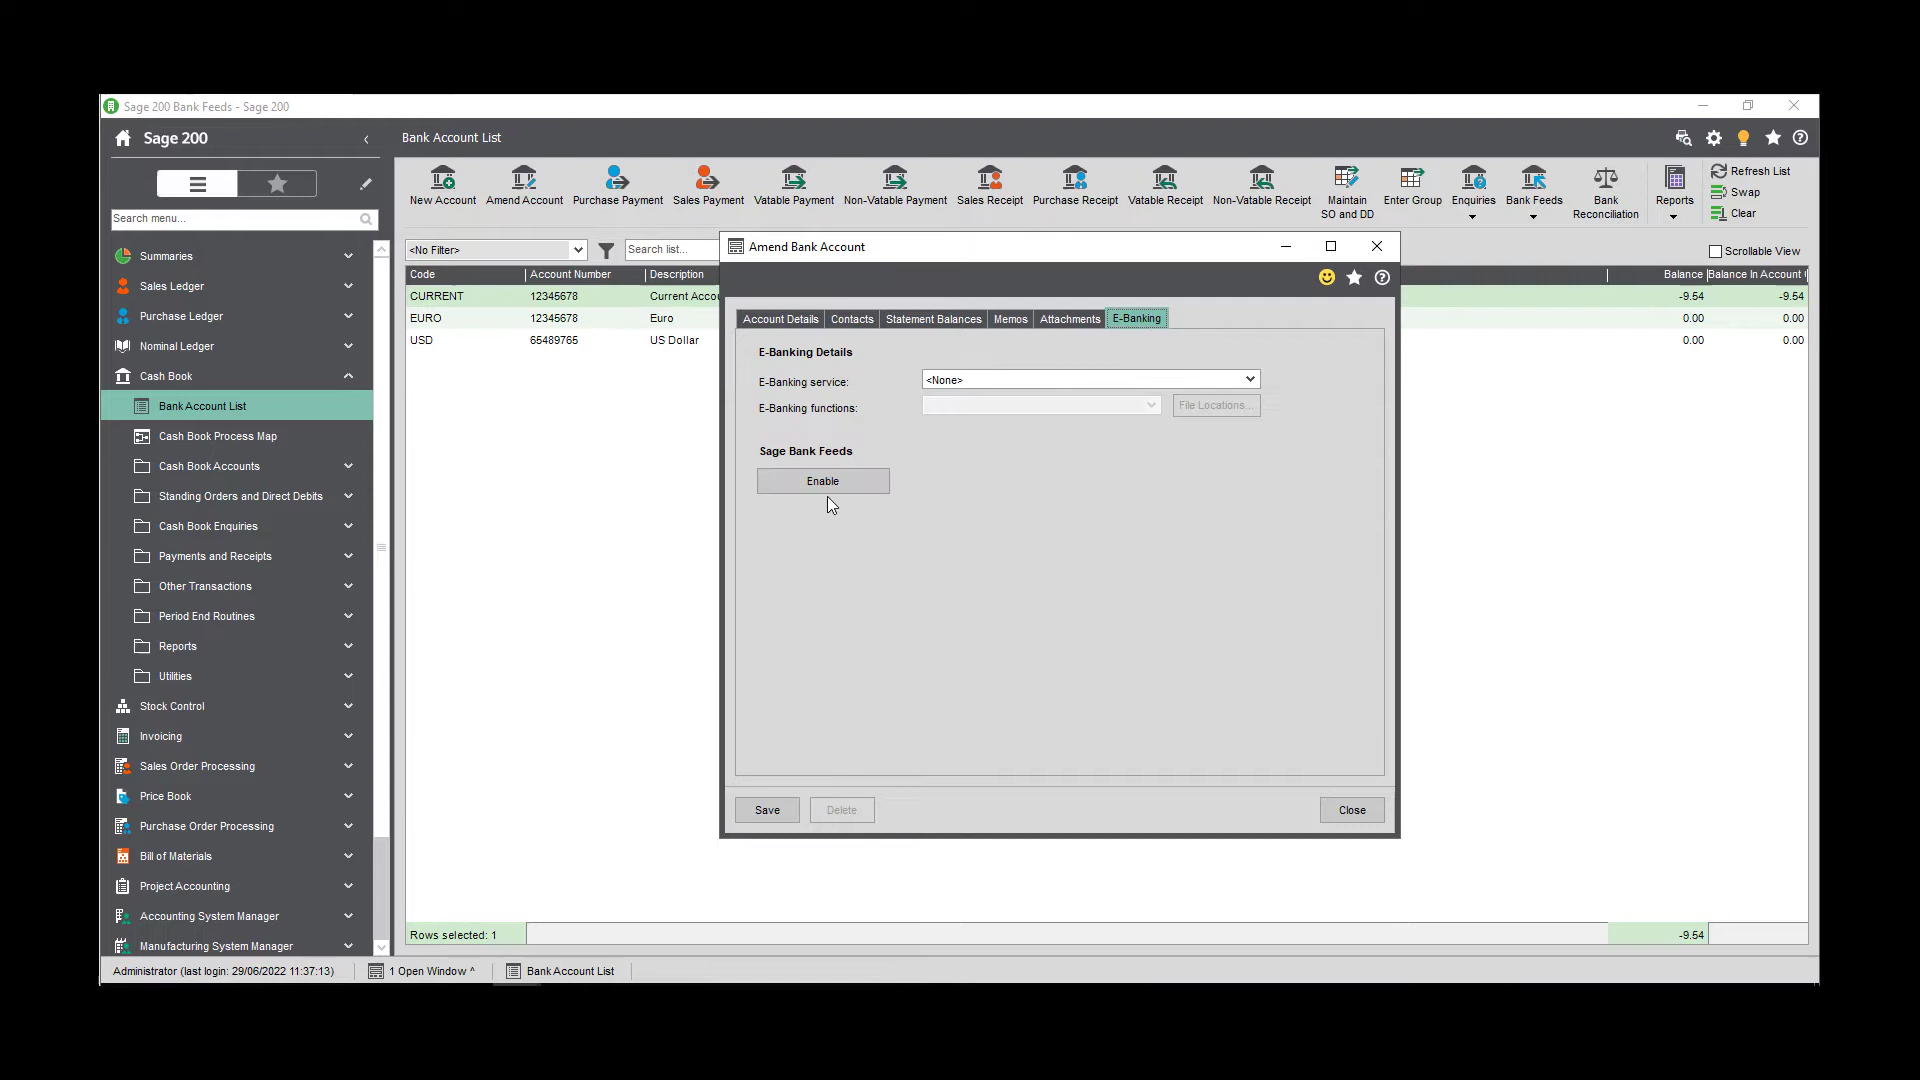 Sage 200 Bank Feeds - Sage 200
Sage 200
Bank Account List
New Account
Amend Account
Purchase Payment
Sales Payment
Vatable Payment
Non-Vatable Payment
Sales Receipt
Purchase Receipt
Vatable Receipt
Non-Vatable Receipt
Maintain
SO and DD
Enter Group
Enquiries
Bank Feeds
Bank
Reconciliation
Reports
Refresh List
Swap
Clear
Search menu...
Summaries
Sales Ledger
Purchase Ledger
Nominal Ledger
Cash Book
Bank Account List
Cash Book Process Map
Cash Book Accounts
Standing Orders and Direct Debits
Cash Book Enquiries
Payments and Receipts
Other Transactions
Period End Routines
Reports
Utilities
Stock Control
Invoicing
Sales Order Processing
Price Book
Purchase Order Processing
Bill of Materials
Project Accounting
Accounting System Manager
Manufacturing System Manager
<No Filter>
Search list...
Scrollable View
Code Account Number Description Balance Balance In Account
CURRENT 12345678 Current Accou -9.54 -9.54
EURO 12345678 Euro 0.00 0.00
USD 65489765 US Dollar 0.00 0.00
Amend Bank Account
Account Details Contacts Statement Balances Memos Attachments E-Banking
E-Banking Details
E-Banking service: <None>
E-Banking functions: File Locations...
Sage Bank Feeds
Enable
Save Delete Close
Rows selected: 1 -9.54
Administrator (last login: 29/06/2022 11:37:13) 1 Open Window ^ Bank Account List